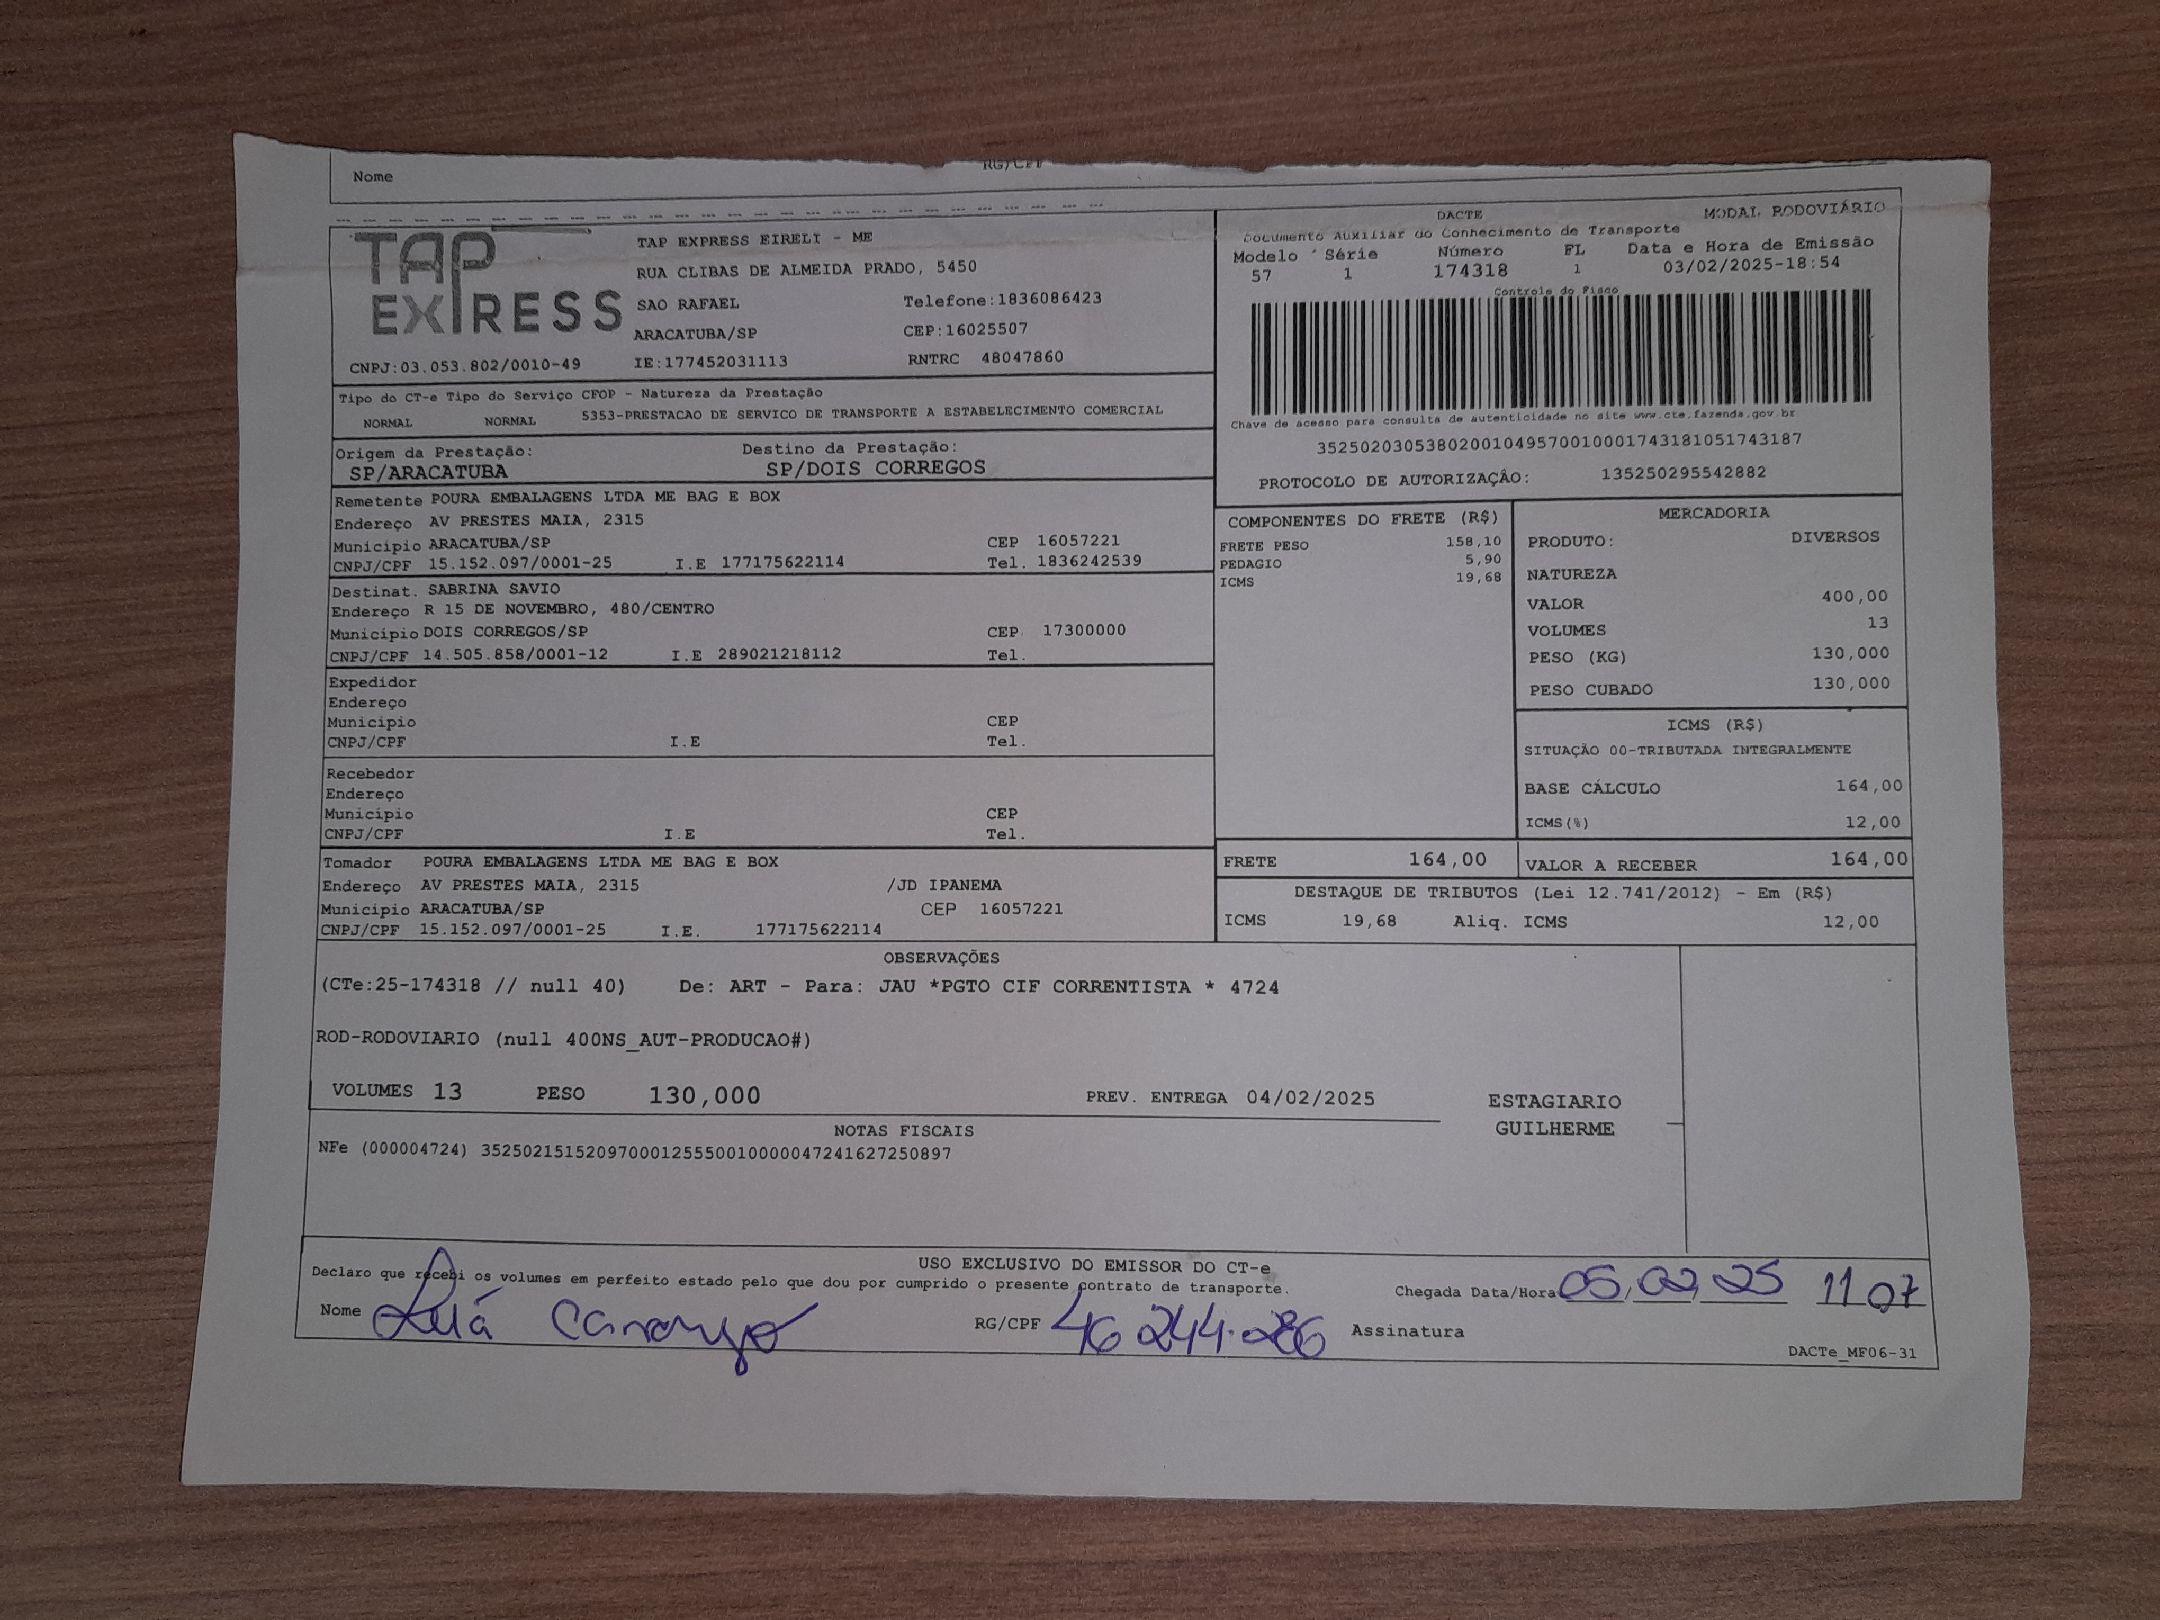 Nome RG/CPF
TAP EXPRESS
TAP EXPRESS EIRELI - ME
RUA CLIBAS DE ALMEIDA PRADO, 5450
SAO RAFAEL Telefone:1836086423
ARACATUBA/SP CEP:16025507
CNPJ:03.053.802/0010-49 IE:177452031113 RNTRC 48047860
DACTE MODAL RODOVIÁRIO
Documento Auxiliar do Conhecimento de Transporte
Modelo Série Número FL Data e Hora de Emissão
57 1 174318 1 03/02/2025-18:54
Controle do Fisco
Chave de acesso para consulta de autenticidade no site www.cte.fazenda.gov.br
35250203053802001049570010001743181051743187
PROTOCOLO DE AUTORIZAÇÃO: 135250295542882
Tipo do CT-e Tipo do Serviço CFOP - Natureza da Prestação
NORMAL NORMAL 5353-PRESTACAO DE SERVICO DE TRANSPORTE A ESTABELECIMENTO COMERCIAL
Origem da Prestação: Destino da Prestação:
SP/ARACATUBA SP/DOIS CORREGOS
Remetente POURA EMBALAGENS LTDA ME BAG E BOX
Endereço AV PRESTES MAIA, 2315
Município ARACATUBA/SP CEP 16057221
CNPJ/CPF 15.152.097/0001-25 I.E 177175622114 Tel. 1836242539
Destinat. SABRINA SAVIO
Endereço R 15 DE NOVEMBRO, 480/CENTRO
Município DOIS CORREGOS/SP CEP 17300000
CNPJ/CPF 14.505.858/0001-12 I.E 289021218112 Tel.
Expedidor
Endereço
Município CEP
CNPJ/CPF I.E Tel.
Recebedor
Endereço
Município CEP
CNPJ/CPF I.E Tel.
Tomador POURA EMBALAGENS LTDA ME BAG E BOX
Endereço AV PRESTES MAIA, 2315 /JD IPANEMA
Município ARACATUBA/SP CEP 16057221
CNPJ/CPF 15.152.097/0001-25 I.E. 177175622114
COMPONENTES DO FRETE (R$)
FRETE PESO 158,10
PEDAGIO 5,90
ICMS 19,68
MERCADORIA
PRODUTO: DIVERSOS
NATUREZA
VALOR 400,00
VOLUMES 13
PESO (KG) 130,000
PESO CUBADO 130,000
ICMS (R$)
SITUAÇÃO 00-TRIBUTADA INTEGRALMENTE
BASE CÁLCULO 164,00
ICMS(%) 12,00
FRETE 164,00 VALOR A RECEBER 164,00
DESTAQUE DE TRIBUTOS (Lei 12.741/2012) - Em (R$)
ICMS 19,68 Aliq. ICMS 12,00
OBSERVAÇÕES
(CTe:25-174318 // null 40) De: ART - Para: JAU *PGTO CIF CORRENTISTA * 4724
ROD-RODOVIARIO (null 400NS_AUT-PRODUCAO#)
VOLUMES 13 PESO 130,000 PREV. ENTREGA 04/02/2025
ESTAGIARIO
GUILHERME
NOTAS FISCAIS
NFe (000004724) 35250215152097000125550010000047241627250897
USO EXCLUSIVO DO EMISSOR DO CT-e
Declaro que recebi os volumes em perfeito estado pelo que dou por cumprido o presente contrato de transporte.
Chegada Data/Hora 05,02,25 11 07
Nome RG/CPF 46 244.286 Assinatura
DACTe_MF06-31